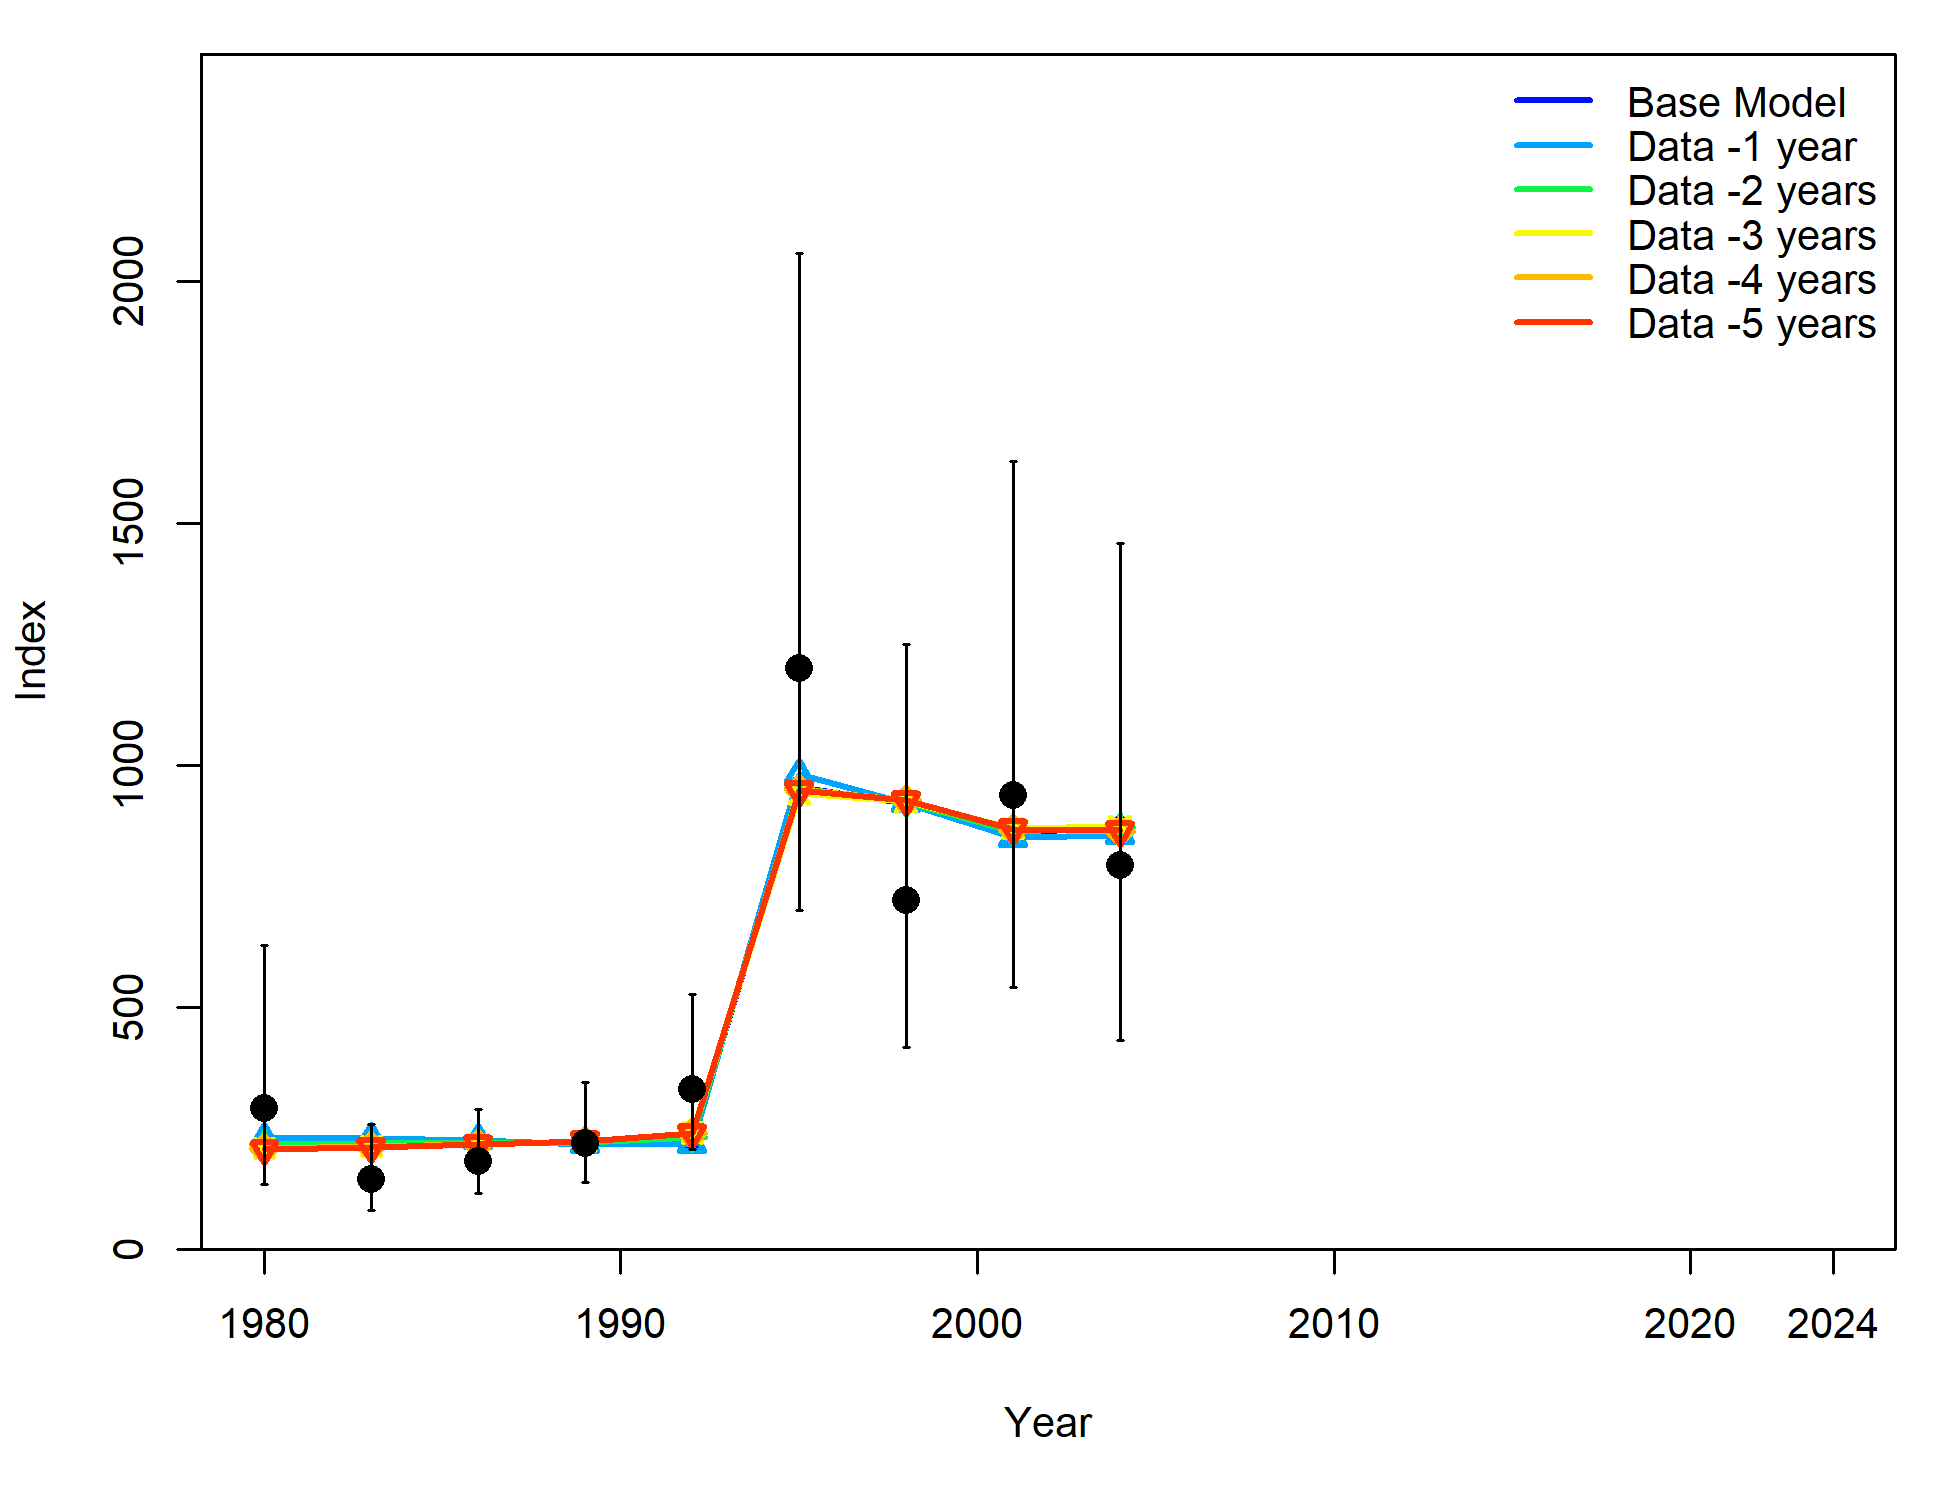 Base Model
Data -1 year
Data -2 years
Data -3 years
Data -4 years
Data -5 years
2000
1500
1000
500
0
Index
1980
1990
2000
2010
2020
2024
Year